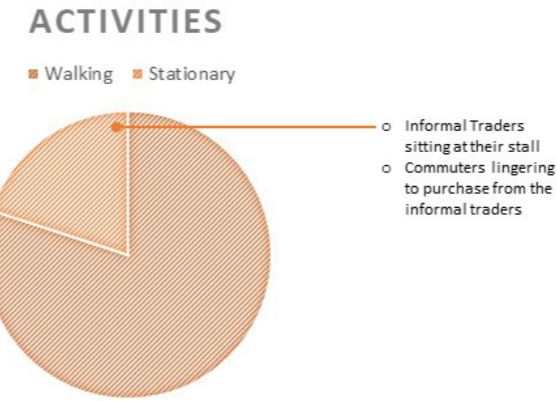 ACTIVITIES
Walking Stationary
o Informal Traders
sitting at their stall
o Commuters lingering
to purchase from the
informal traders